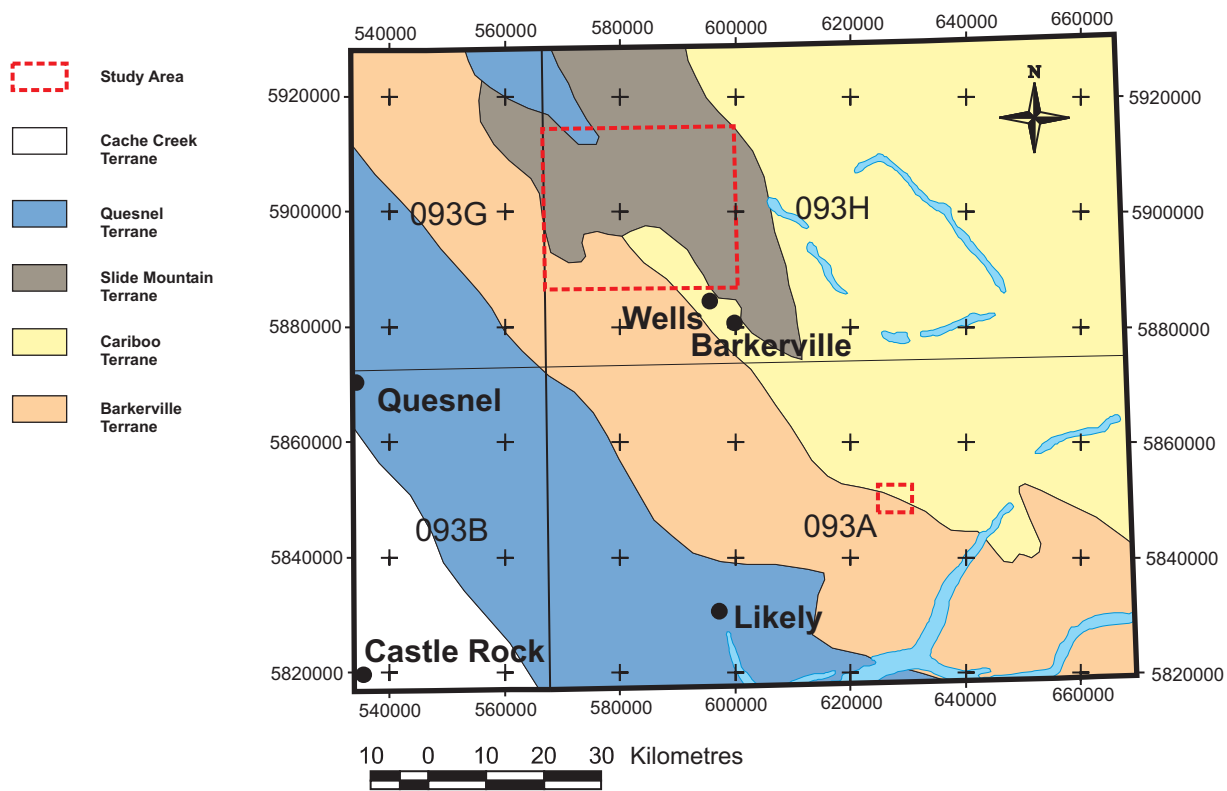 540000 560000 580000 600000 620000 640000 660000
Study Area
Cache Creek
Terrane
Quesnel
Terrane
Slide Mountain
Terrane
Cariboo
Terrane
Barkerville
Terrane
N
5920000 5920000
5900000 093G 093H 5900000
5880000 Wells 5880000
Barkerville
Quesnel
5860000 5860000
093B 093A
5840000 5840000
Likely
Castle Rock
5820000 5820000
540000 560000 580000 600000 620000 640000 660000
10 0 10 20 30 Kilometres